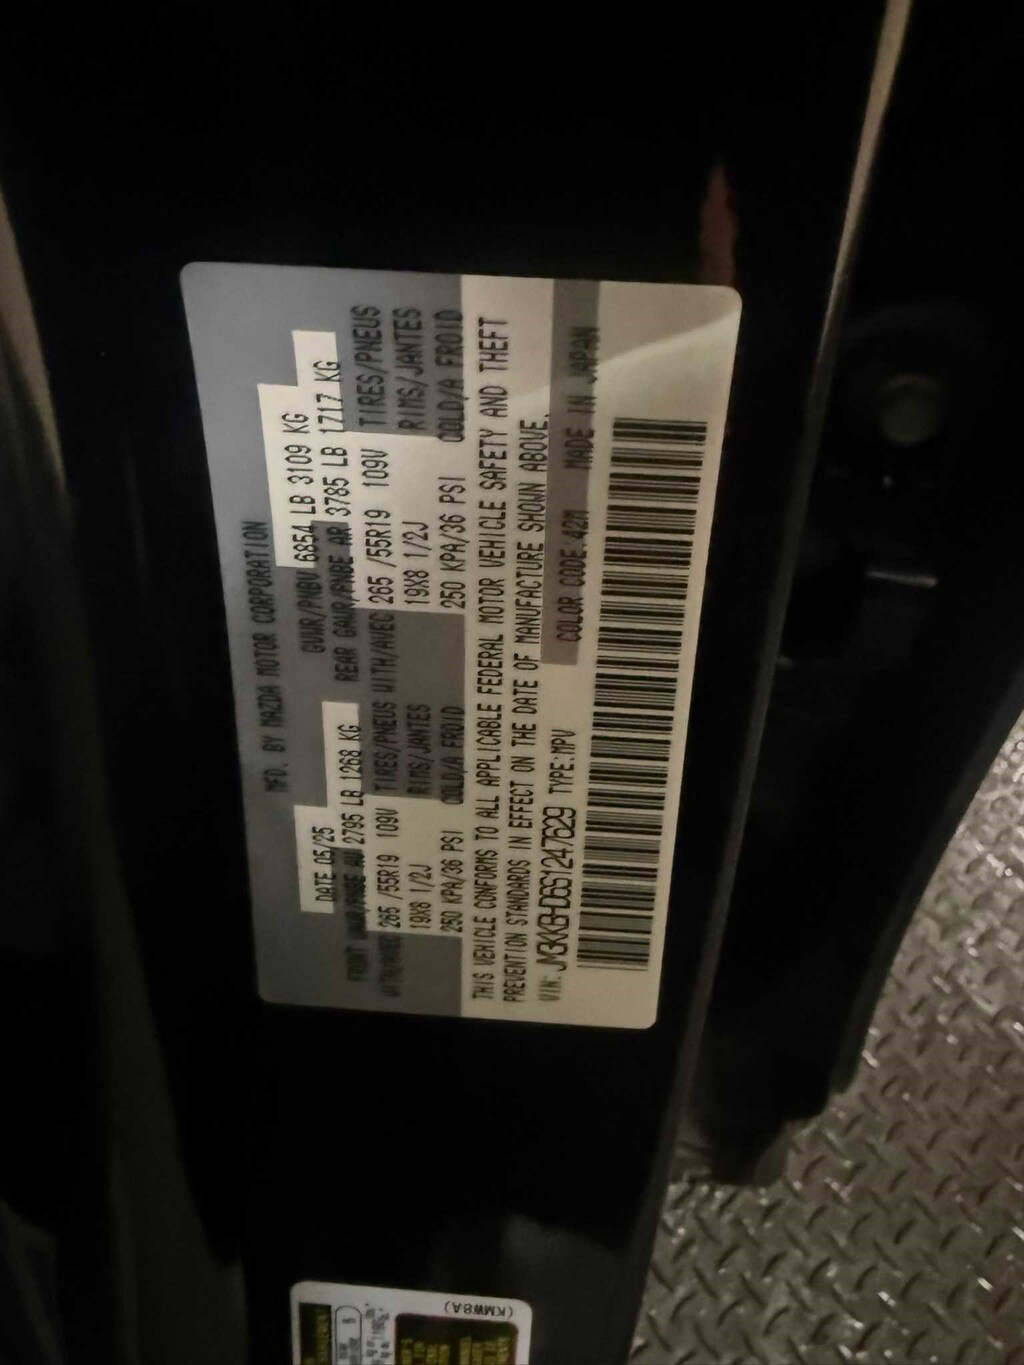 MFD. BY MAZDA MOTOR CORPORATION
DATE 05/25 GVWR/PNBV 6854 LB 3109 KG
FRONT GAWR/PNBE AV 2795 LB 1268 KG REAR GAWR/PNBE AR 3785 LB 1717 KG
WITH/AVEC 265 /55R19 109V TIRES/PNEUS WITH/AVEC 265 /55R19 109V TIRES/PNEUS
19X8 1/2J RIMS/JANTES 19X8 1/2J RIMS/JANTES
250 KPA/36 PSI COLD/A FROID 250 KPA/36 PSI COLD/A FROID
THIS VEHICLE CONFORMS TO ALL APPLICABLE FEDERAL MOTOR VEHICLE SAFETY AND THEFT
PREVENTION STANDARDS IN EFFECT ON THE DATE OF MANUFACTURE SHOWN ABOVE.
VIN: JM3KKBHD6S1247629 TYPE:MPV COLOR CODE:42M MADE IN JAPAN
(KMW8A)